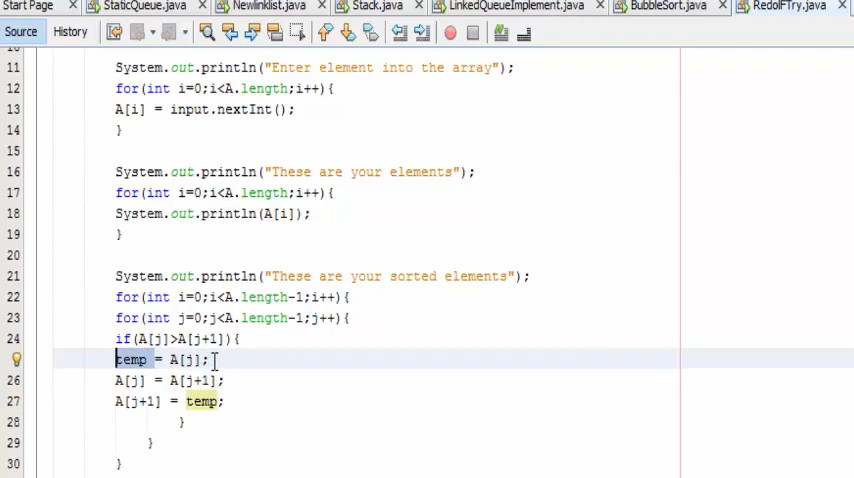 Start Page StaticQueue.java Newlinklist.java Stack.java LinkedQueueImplement.java BubbleSort.java RedoIFTry.java
Source History
11 System.out.println("Enter element into the array");
12 for(int i=0;i<A.length;i++){
13 A[i] = input.nextInt();
14 }
15
16 System.out.println("These are your elements");
17 for(int i=0;i<A.length;i++){
18 System.out.println(A[i]);
19 }
20
21 System.out.println("These are your sorted elements");
22 for(int i=0;i<A.length-1;i++){
23 for(int j=0;j<A.length-1;j++){
24 if(A[j]>A[j+1]){
temp = A[j];
26 A[j] = A[j+1];
27 A[j+1] = temp;
28 }
29 }
30 }